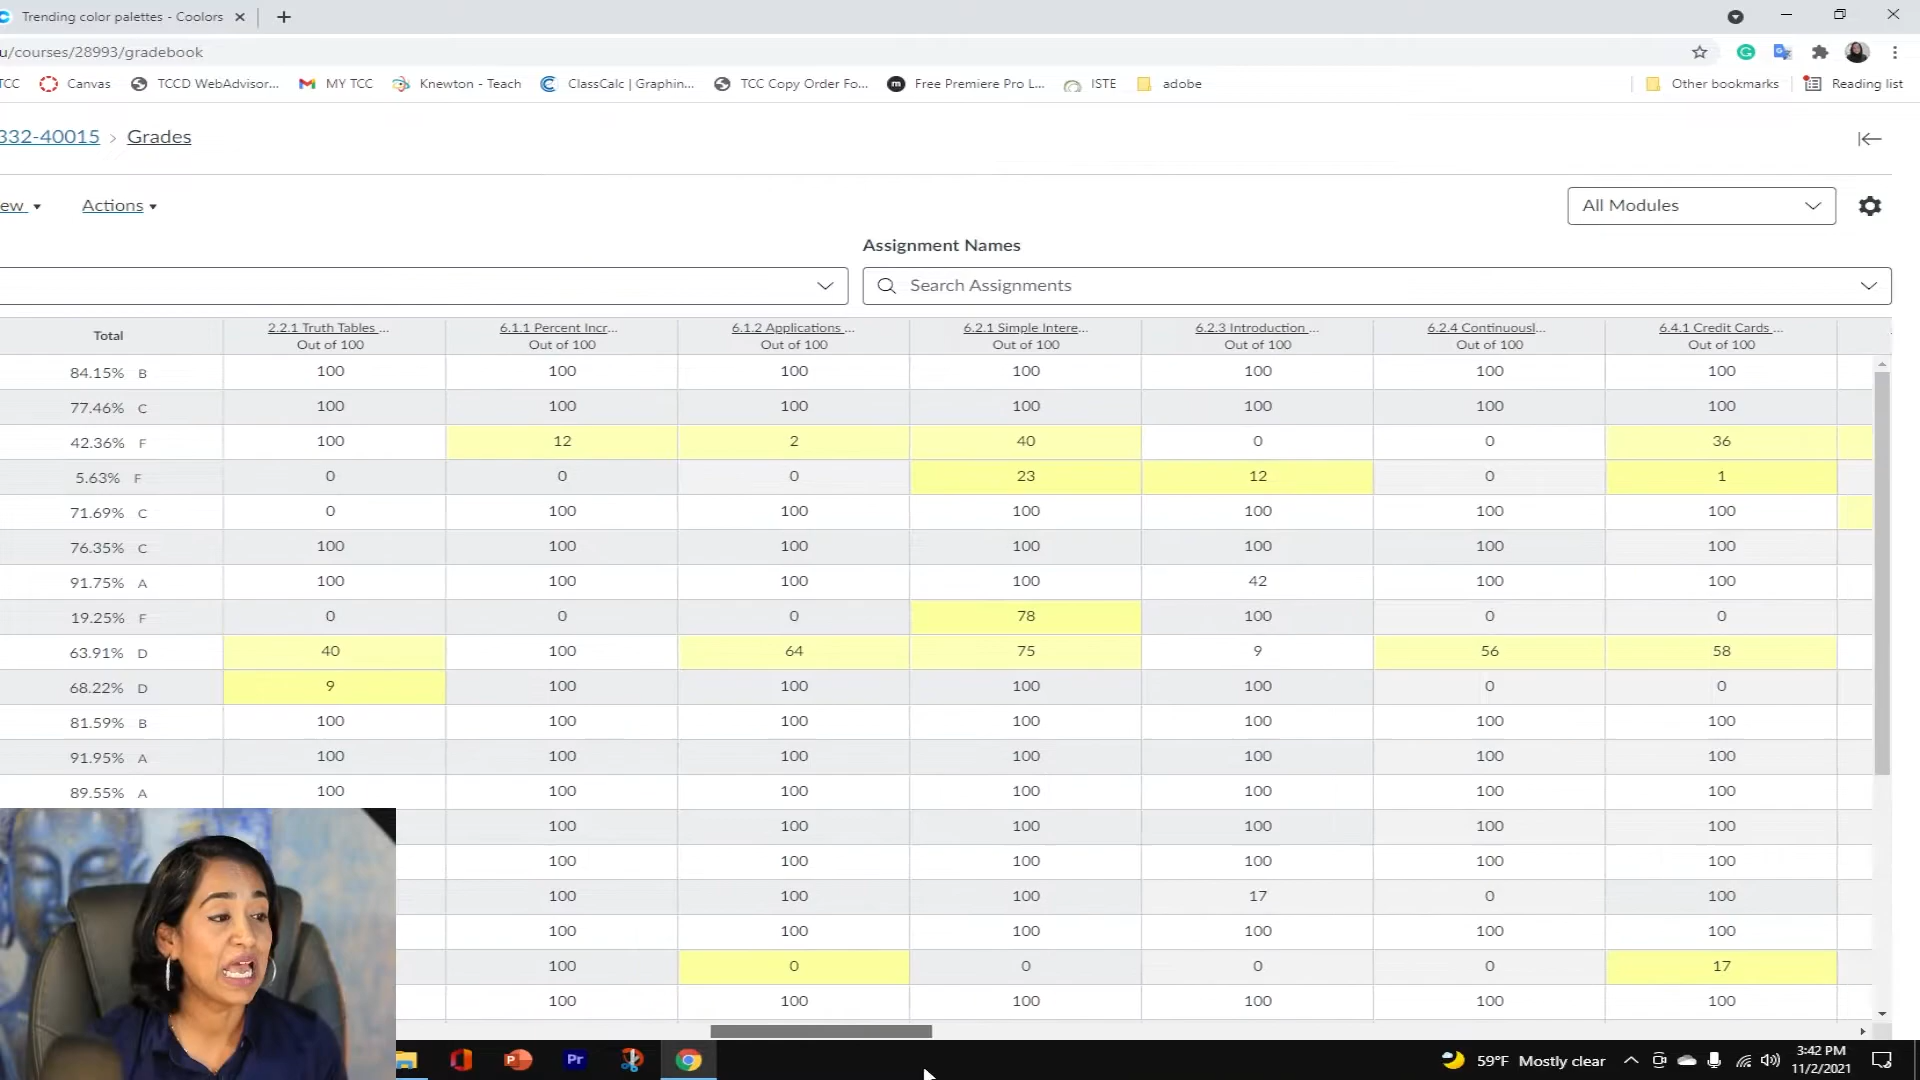 Trending color palettes - Coolors
u/courses/28993/gradebook
TCC Canvas TCCD WebAdvisor... MY TCC Knewton - Teach ClassCalc | Graphin... TCC Copy Order Fo... Free Premiere Pro L... ISTE adobe Other bookmarks Reading list
332-40015 > Grades
ew Actions All Modules
Assignment Names
Search Assignments
Total 2.2.1 Truth Tables ... 6.1.1 Percent Incr... 6.1.2 Applications ... 6.2.1 Simple Intere... 6.2.3 Introduction ... 6.2.4 Continuousl... 6.4.1 Credit Cards ...
Out of 100 Out of 100 Out of 100 Out of 100 Out of 100 Out of 100 Out of 100
84.15% B 100 100 100 100 100 100 100
77.46% C 100 100 100 100 100 100 100
42.36% F 100 12 2 40 0 0 36
5.63% F 0 0 0 23 12 0 1
71.69% C 0 100 100 100 100 100 100
76.35% C 100 100 100 100 100 100 100
91.75% A 100 100 100 100 42 100 100
19.25% F 0 0 0 78 100 0 0
63.91% D 40 100 64 75 9 56 58
68.22% D 9 100 100 100 100 0 0
81.59% B 100 100 100 100 100 100 100
91.95% A 100 100 100 100 100 100 100
89.55% A 100 100 100 100 100 100 100
100 100 100 100 100 100
100 100 100 100 100 100
100 100 100 17 0 100
100 100 100 100 100 100
100 0 0 0 0 17
100 100 100 100 100 100
Pr 59°F Mostly clear 3:42 PM
11/2/2021